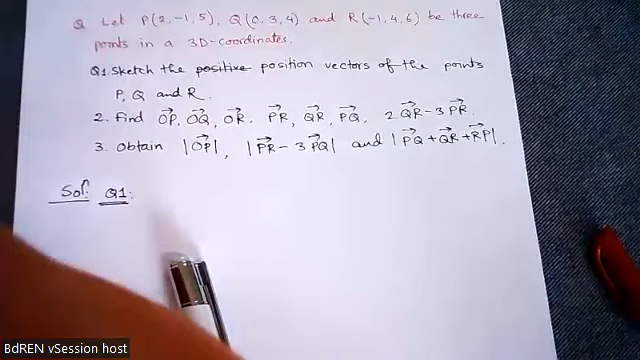 Q Let P(2,-1,5), Q(0,3,4) and R(-1,4,6) be three
points in a 3D-coordinates.
Q1. Sketch the positive position vectors of the points
P, Q and R.
2. Find OP→, OQ→, OR→. PR→, QR→, PQ→, 2QR→-3PR→.
3. Obtain |OP→|, |PR→-3PQ→| and |PQ→+QR→+RP→|.
Sol: Q1:
BdREN vSession host